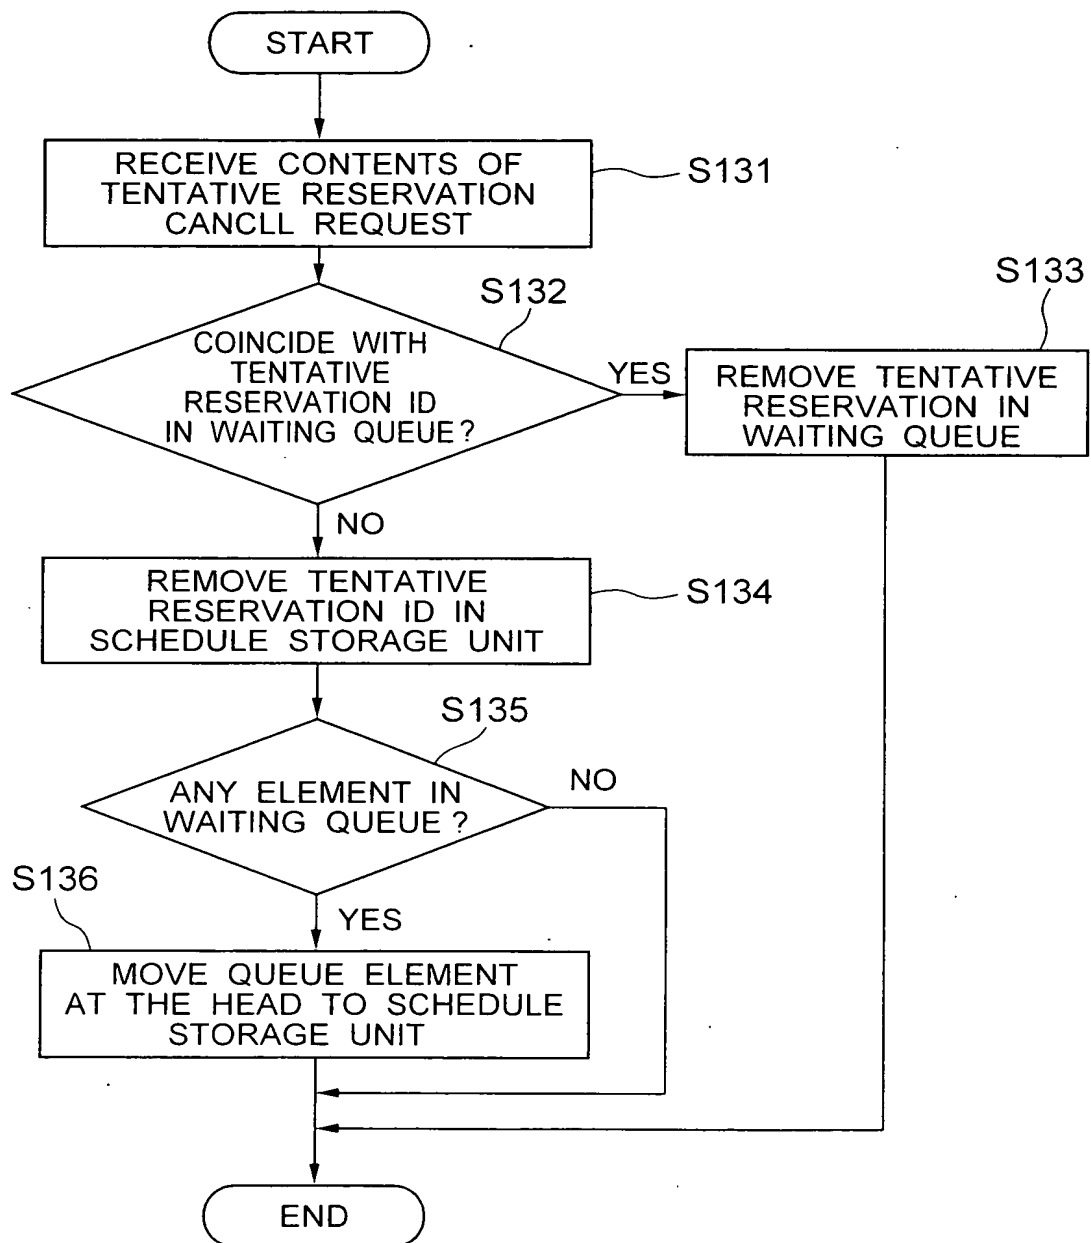 START
RECEIVE CONTENTS OF
TENTATIVE RESERVATION
CANCLL REQUEST
S131
S132
COINCIDE WITH
TENTATIVE
RESERVATION ID
IN WAITING QUEUE?
YES
S133
REMOVE TENTATIVE
RESERVATION IN
WAITING QUEUE
NO
REMOVE TENTATIVE
RESERVATION ID IN
SCHEDULE STORAGE UNIT
S134
S135
ANY ELEMENT IN
WAITING QUEUE?
NO
S136
YES
MOVE QUEUE ELEMENT
AT THE HEAD TO SCHEDULE
STORAGE UNIT
END